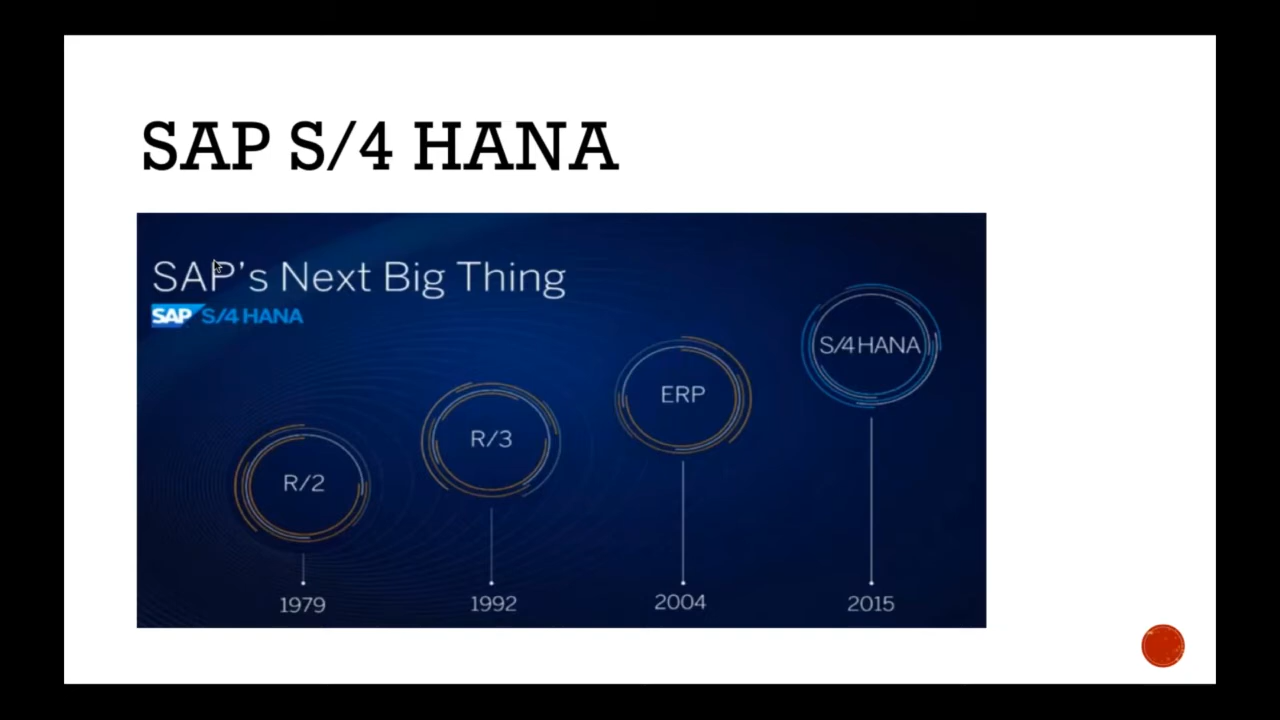 SAP S/4 HANA
SAP's Next Big Thing
SAP S/4 HANA
S/4HANA
ERP
R/3
R/2
1979
1992
2004
2015